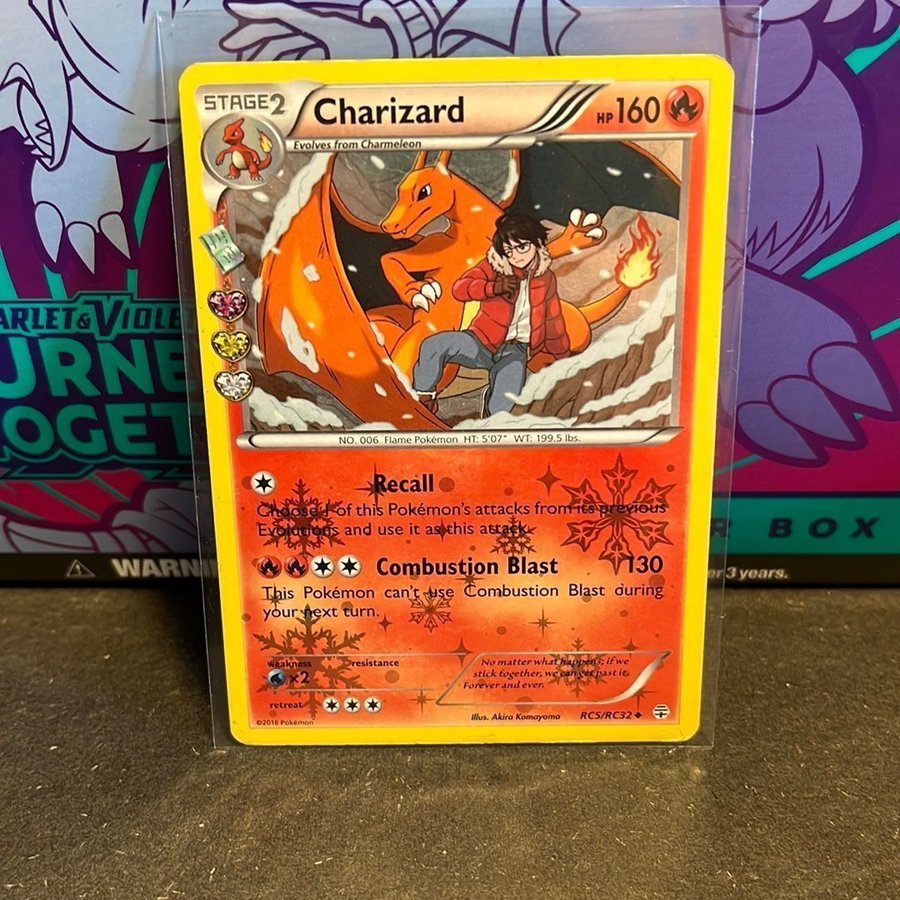 STAGE2
Charizard
HP160
Evolves from Charmeleon
ARLET & VIOLET
URNE
OGET
NO. 006 Flame Pokémon HT: 5'07" WT: 199.5 lbs.
Recall
Choose 1 of this Pokémon's attacks from its previous
Evolutions and use it as this attack.
Combustion Blast 130
This Pokémon can't use Combustion Blast during
your next turn.
weakness resistance
×2
No matter what happens, if we
stick together, we can get past it.
Forever and ever.
retreat
©2016 Pokémon
Illus. Akira Komayama RC5/RC32
R BOX
WARN
or 3 years.